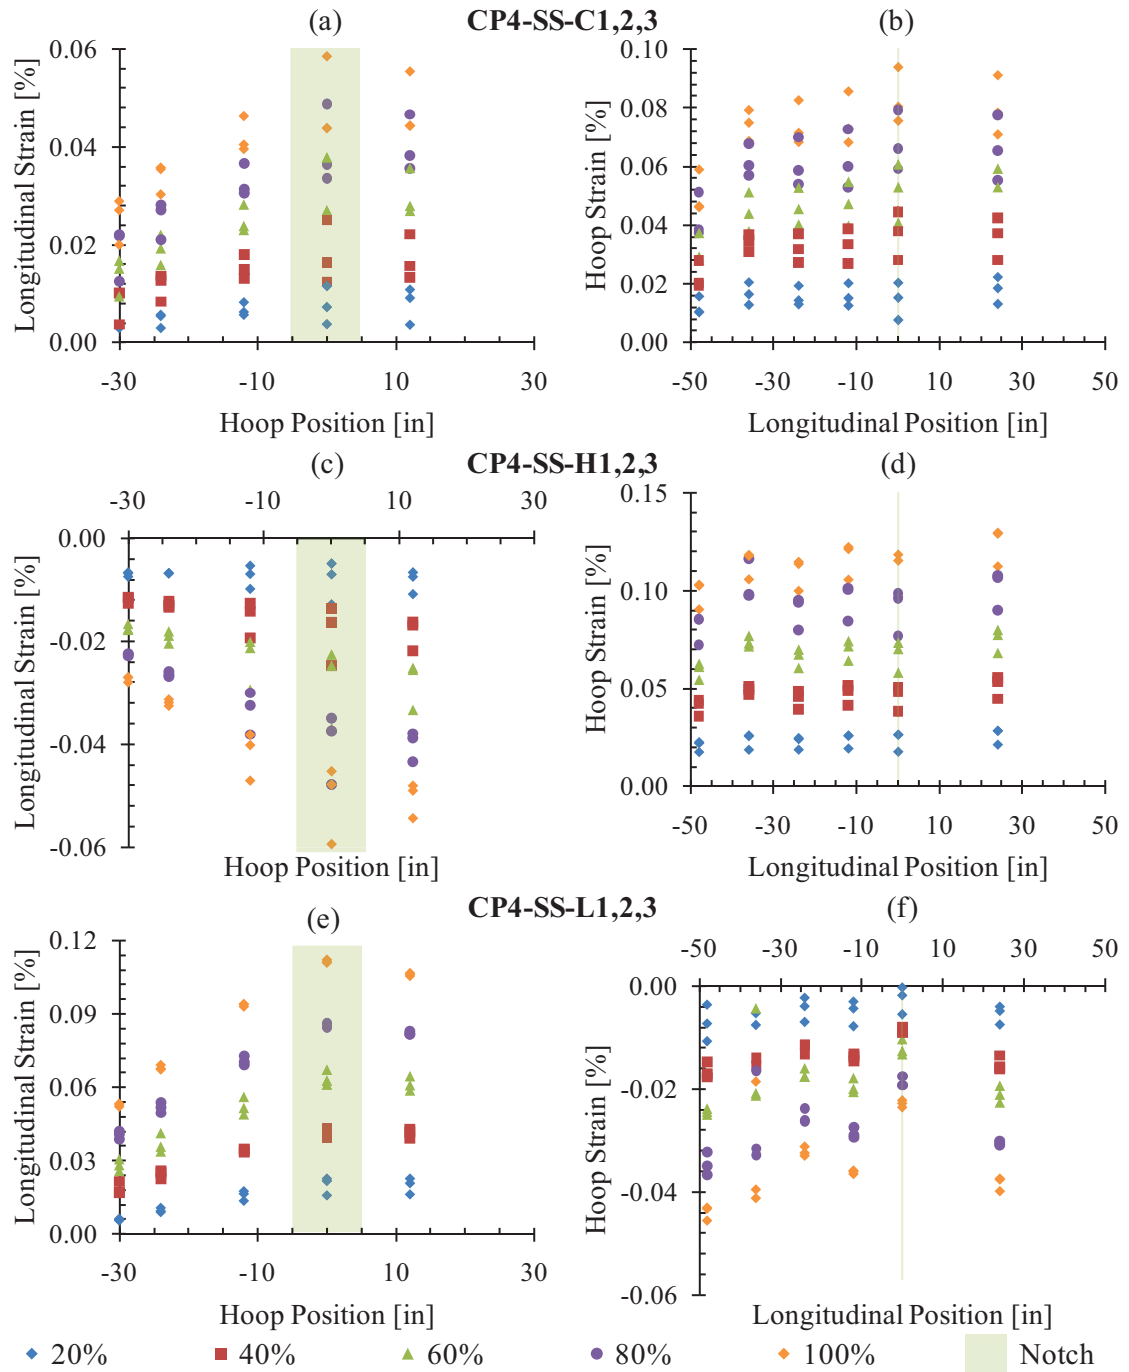 (a) CP4-SS-C1,2,3 (b)
Longitudinal Strain [%]
0.06
0.04
0.02
0.00
-30 -10 10 30
Hoop Position [in]
Hoop Strain [%]
0.10
0.08
0.06
0.04
0.02
0.00
-50 -30 -10 10 30 50
Longitudinal Position [in]
(c) CP4-SS-H1,2,3 (d)
-30 -10 10 30
Longitudinal Strain [%]
0.00
-0.02
-0.04
-0.06
Hoop Position [in]
Hoop Strain [%]
0.15
0.10
0.05
0.00
-50 -30 -10 10 30 50
Longitudinal Position [in]
(e) CP4-SS-L1,2,3 (f)
Longitudinal Strain [%]
0.12
0.09
0.06
0.03
0.00
-30 -10 10 30
Hoop Position [in]
-50 -30 -10 10 30 50
Hoop Strain [%]
0.00
-0.02
-0.04
-0.06
Longitudinal Position [in]
20% 40% 60% 80% 100% Notch